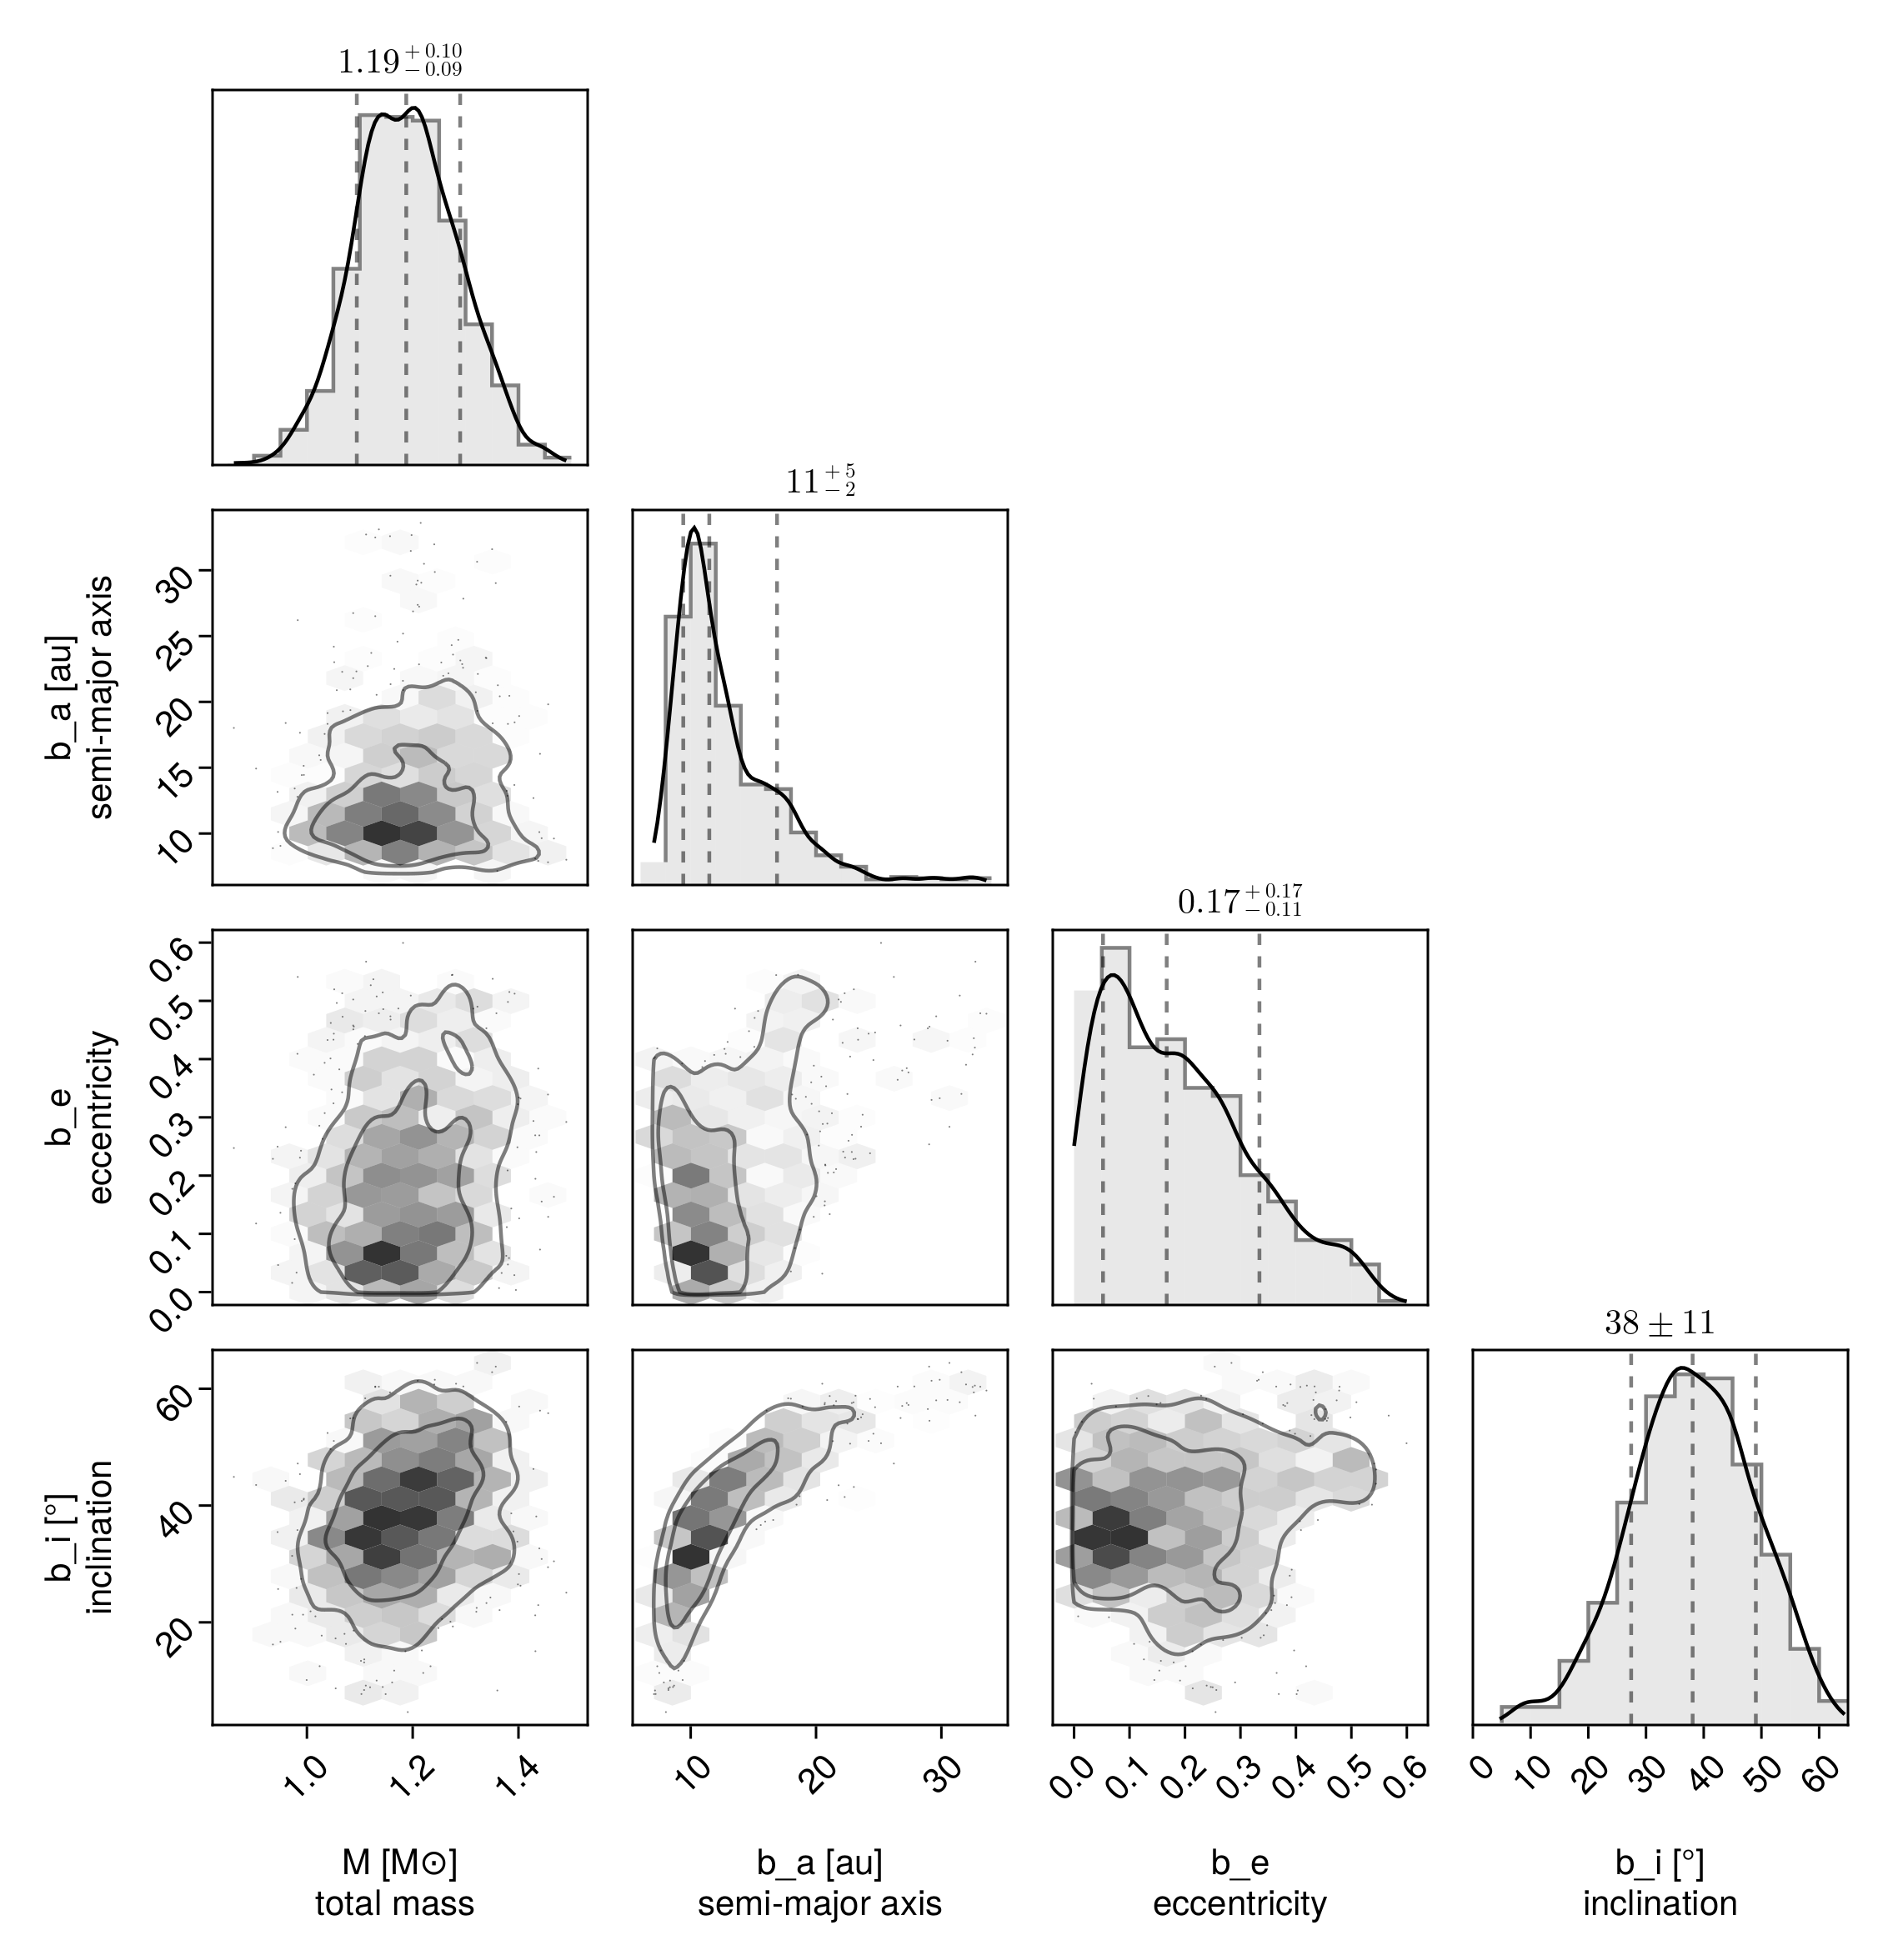 1.19 +0.10 −0.09
11 +5 −2
b_a [au]
semi-major axis
30
25
20
15
10
0.17 +0.17 −0.11
b_e
eccentricity
0.6
0.5
0.4
0.3
0.2
0.1
0.0
38 ± 11
b_i [°]
inclination
60
40
20
1.0 1.2 1.4 10 20 30 0.0 0.1 0.2 0.3 0.4 0.5 0.6 0 10 20 30 40 50 60
M [M⊙] b_a [au] b_e b_i [°]
total mass semi-major axis eccentricity inclination